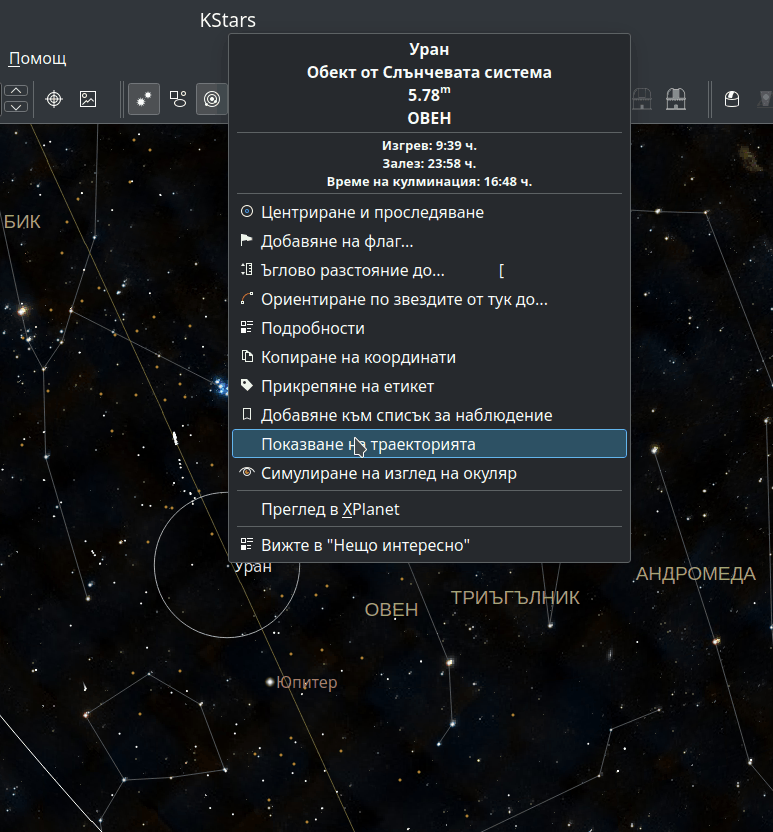 KStars
Помощ
Уран
Обект от Слънчевата система
5.78m
ОВЕН
Изгрев: 9:39 ч.
Залез: 23:58 ч.
Време на кулминация: 16:48 ч.
Центриране и проследяване
Добавяне на флаг...
Ъглово разстояние до... [
Ориентиране по звездите от тук до...
Подробности
Копиране на координати
Прикрепяне на етикет
Добавяне към списък за наблюдение
Показване на траекторията
Симулиране на изглед на окуляр
Преглед в XPlanet
Вижте в "Нещо интересно"
БИК
Уран
АНДРОМЕДА
ТРИЪГЪЛНИК
ОВЕН
Юпитер